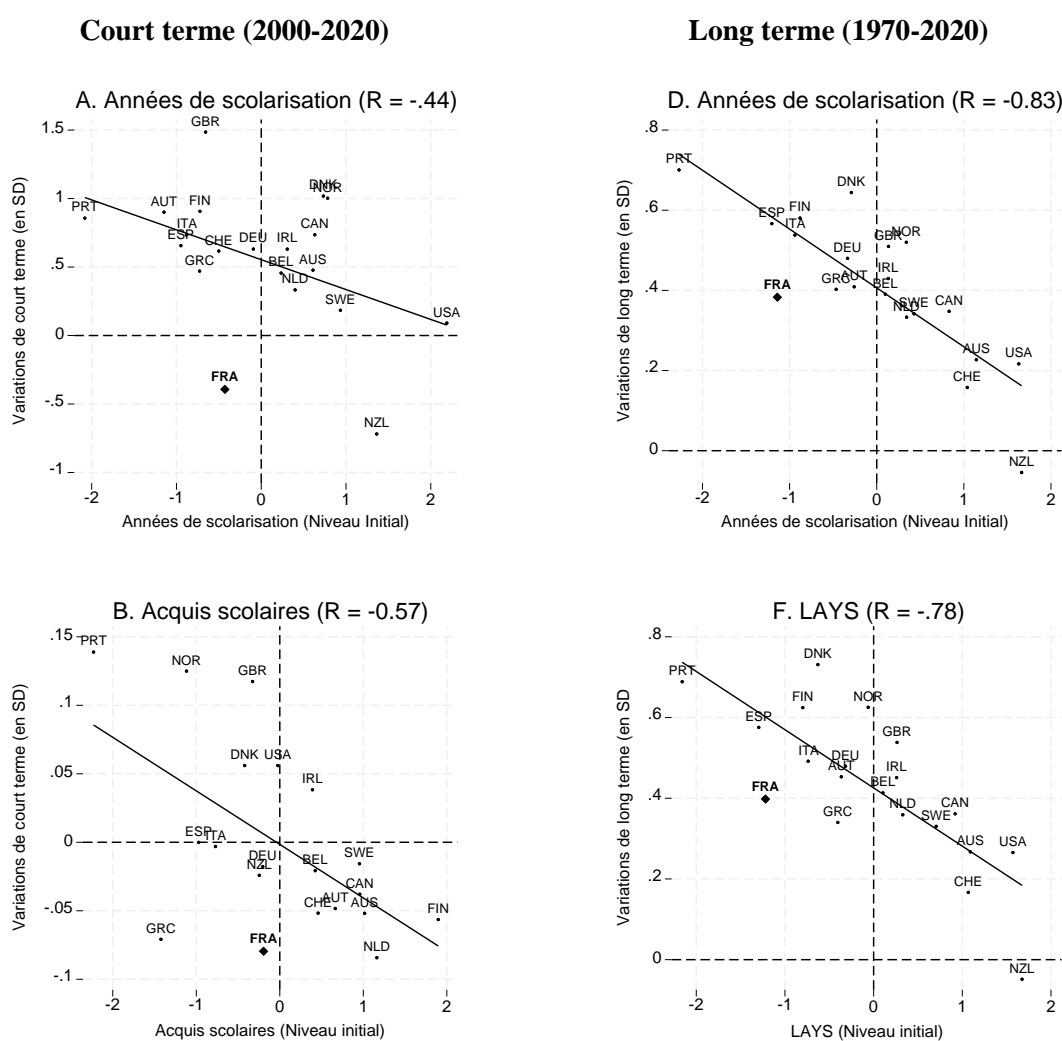 Court terme (2000-2020)
Long terme (1970-2020)
A. Années de scolarisation (R = -.44)
Variations de court terme (en SD)
1.5
1
.5
0
-.5
-1
GBR
DNK
NOR
PRT
AUT
FIN
ITA
ESP
CHE
GRC
DEU
IRL
CAN
BEL
AUS
NLD
SWE
USA
FRA
NZL
-2
-1
0
1
2
Années de scolarisation (Niveau Initial)
D. Années de scolarisation (R = -0.83)
Variations de long terme (en SD)
.8
.6
.4
.2
0
PRT
DNK
ESP
FIN
ITA
GBR
NOR
DEU
FRA
GRC
AUT
IRL
BEL
NLD
SWE
CAN
AUS
USA
CHE
NZL
-2
-1
0
1
2
Années de scolarisation (Niveau Initial)
B. Acquis scolaires (R = -0.57)
Variations de court terme (en SD)
.15
.1
.05
0
-.05
-.1
PRT
NOR
GBR
DNK
USA
IRL
ESP
ITA
DEU
NZL
BEL
SWE
CAN
CHE
AUT
AUS
FIN
GRC
FRA
NLD
-2
-1
0
1
2
Acquis scolaires (Niveau initial)
F. LAYS (R = -.78)
Variations de long terme (en SD)
.8
.6
.4
.2
0
PRT
DNK
FIN
NOR
ESP
GBR
ITA
DEU
AUT
IRL
FRA
BEL
GRC
NLD
SWE
CAN
AUS
USA
CHE
NZL
-2
-1
0
1
2
LAYS (Niveau initial)